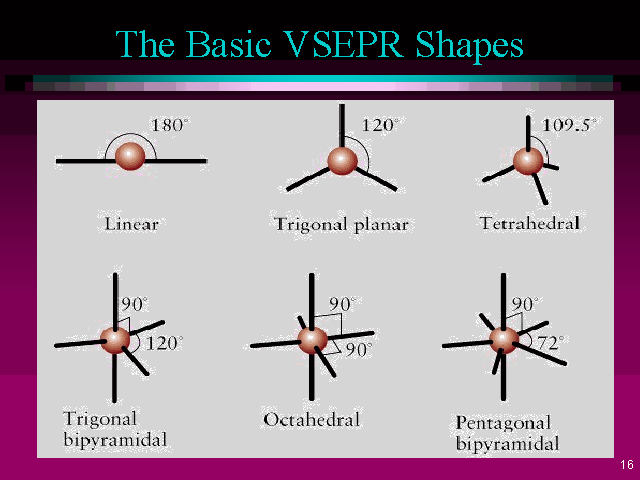 The Basic VSEPR Shapes
180°
120°
109.5°
Linear
Trigonal planar
Tetrahedral
90°
120°
90°
90°
90°
72°
Trigonal
bipyramidal
Octahedral
Pentagonal
bipyramidal
16